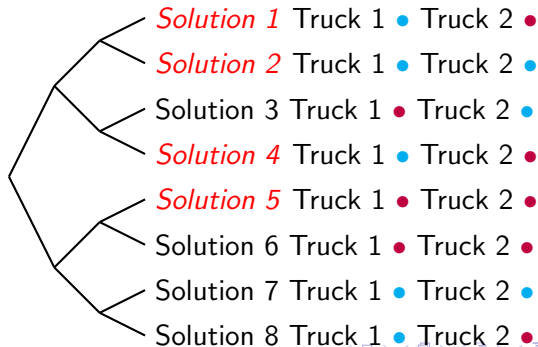 Solution 1 Truck 1 • Truck 2 •
Solution 2 Truck 1 • Truck 2 •
Solution 3 Truck 1 • Truck 2 •
Solution 4 Truck 1 • Truck 2 •
Solution 5 Truck 1 • Truck 2 •
Solution 6 Truck 1 • Truck 2 •
Solution 7 Truck 1 • Truck 2 •
Solution 8 Truck 1 • Truck 2 •